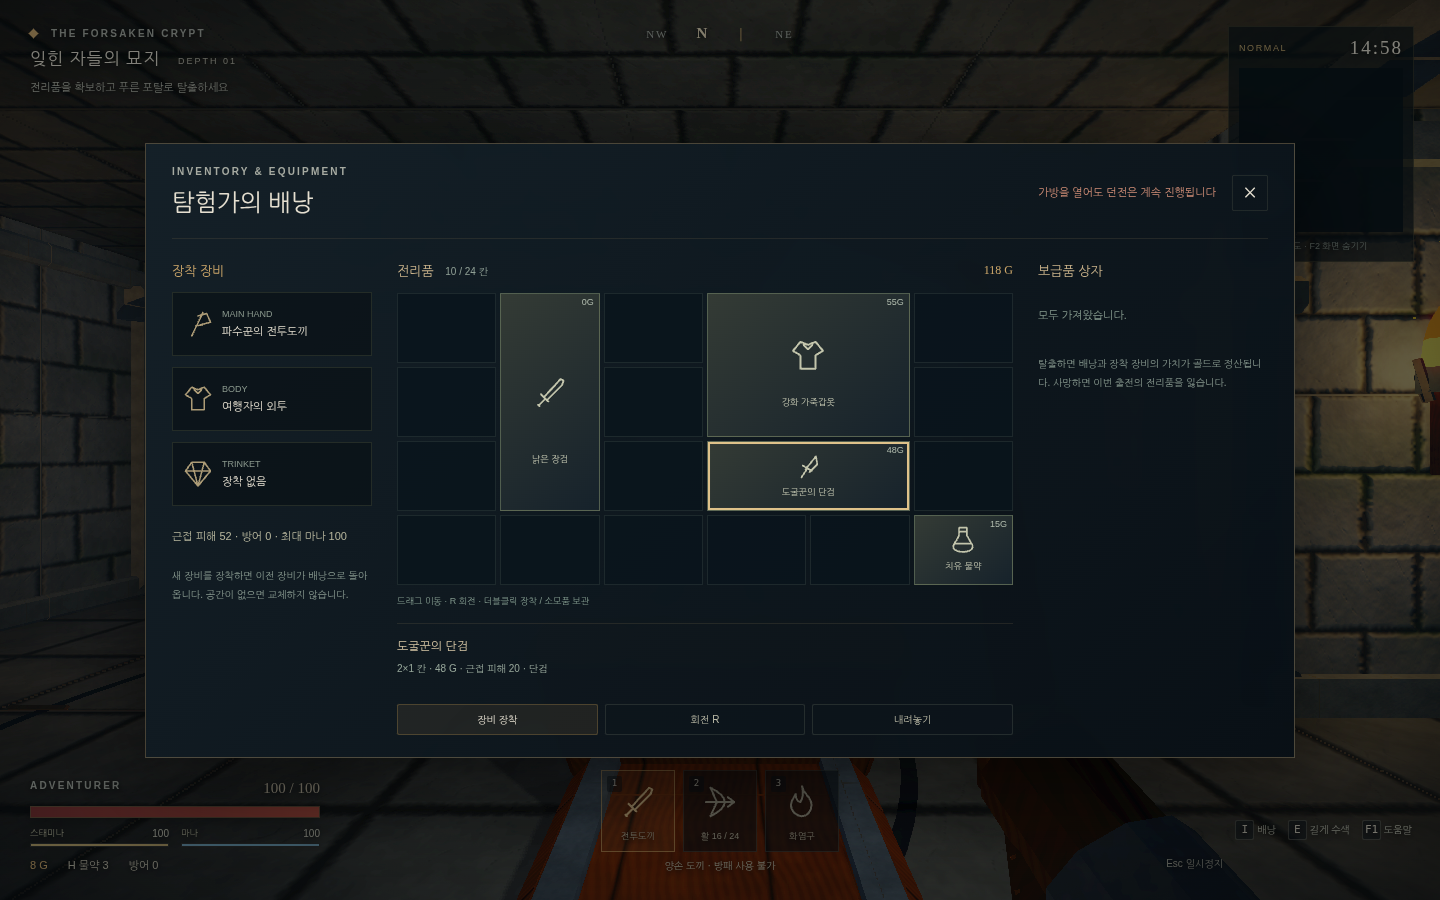 THE FORSAKEN CRYPT
잊힌 자들의 묘지 DEPTH 01
전리품을 확보하고 푸른 포탈로 탈출하세요
NW N | NE
NORMAL 14:58
INVENTORY & EQUIPMENT
탐험가의 배낭
가방을 열어도 던전은 계속 진행됩니다
· F2 화면 숨기기
장착 장비
MAIN HAND
파수꾼의 전투도끼
BODY
여행자의 외투
TRINKET
장착 없음
근접 피해 52 · 방어 0 · 최대 마나 100
새 장비를 장착하면 이전 장비가 배낭으로 돌아
옵니다. 공간이 없으면 교체하지 않습니다.
전리품 10 / 24 칸 118 G
0G
낡은 장검
55G
강화 가죽갑옷
48G
도굴꾼의 단검
15G
치유 물약
드래그 이동 · R 회전 · 더블클릭 장착 / 소모품 보관
도굴꾼의 단검
2×1 칸 · 48 G · 근접 피해 20 · 단검
장비 장착
회전 R
내려놓기
보급품 상자
모두 가져왔습니다.
탈출하면 배낭과 장착 장비의 가치가 골드로 정산됩니
다. 사망하면 이번 출전의 전리품을 잃습니다.
ADVENTURER 100 / 100
스태미나 100 마나 100
8 G H 물약 3 방어 0
1
전투도끼
2
활 16 / 24
3
화염구
양손 도끼 · 방패 사용 불가
I 배낭 E 길게 수색 F1 도움말
Esc 일시정지